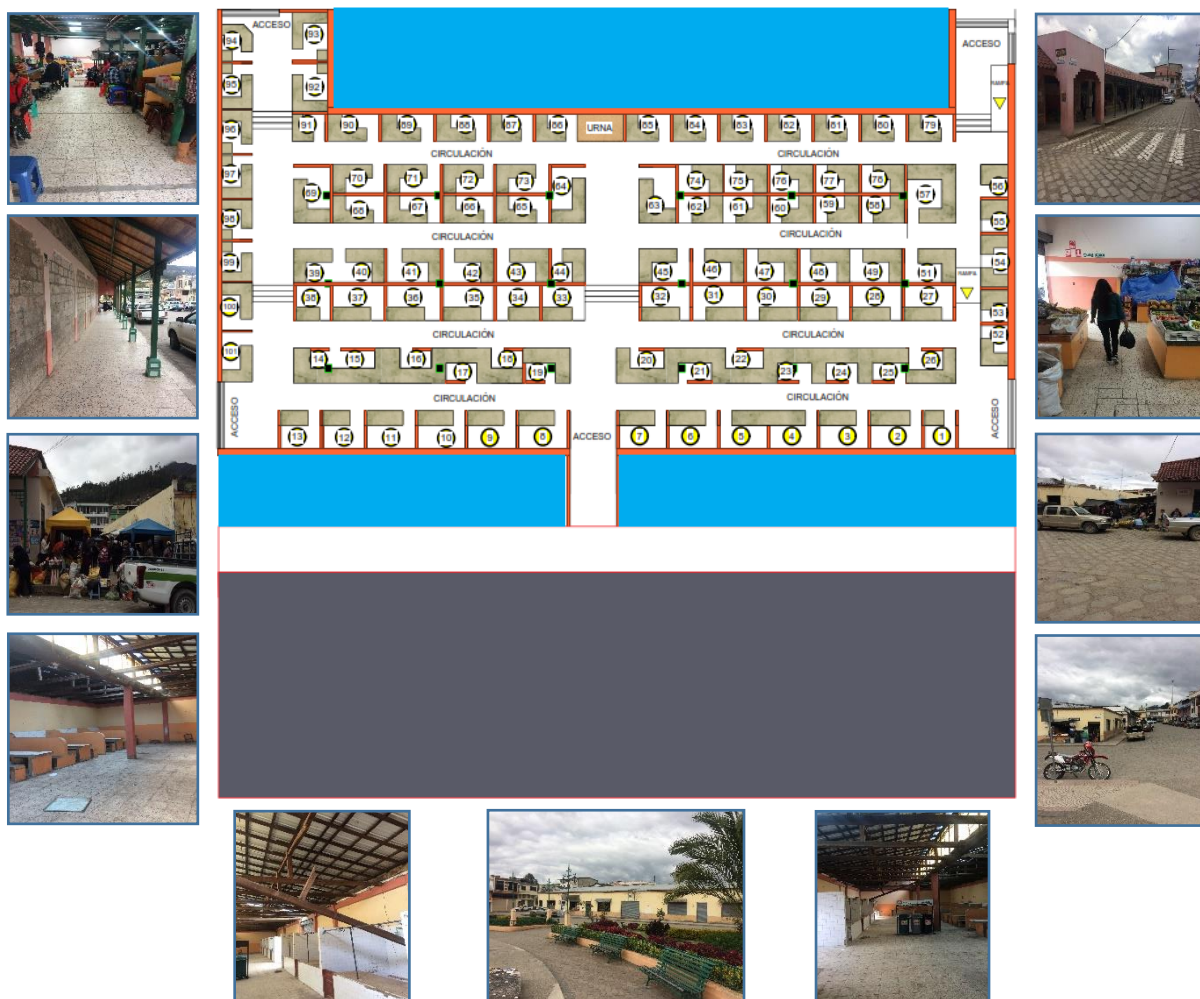 ACCESO
ACCESO
94 93
95 92
RAMPA
96 91 90 89 88 87 86 URNA 85 84 83 82 81 80 79
CIRCULACIÓN CIRCULACIÓN
97 70 71 72 73 74 75 76 77 78 56
69 64 63 57
98 68 67 66 65 62 61 60 59 58 55
CIRCULACIÓN CIRCULACIÓN
99 39 40 41 42 43 44 45 46 47 48 49 51 54
RAMPA
100 38 37 36 35 34 33 32 31 30 29 28 27 53
CIRCULACIÓN CIRCULACIÓN
52
101 14 15 16 18 20 22 26
17 19 21 23 24 25
CIRCULACIÓN CIRCULACIÓN
ACCESO ACCESO
13 12 11 10 9 8 ACCESO 7 6 5 4 3 2 1